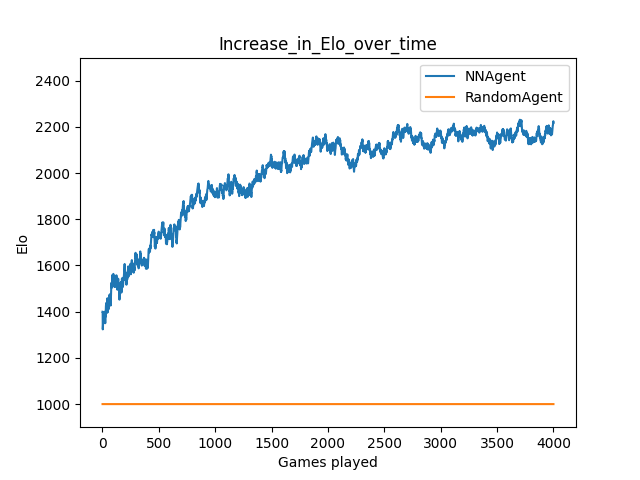 Increase_in_Elo_over_time
NNAgent
RandomAgent
2400
2200
2000
1800
1600
1400
1200
1000
Elo
0 500 1000 1500 2000 2500 3000 3500 4000
Games played